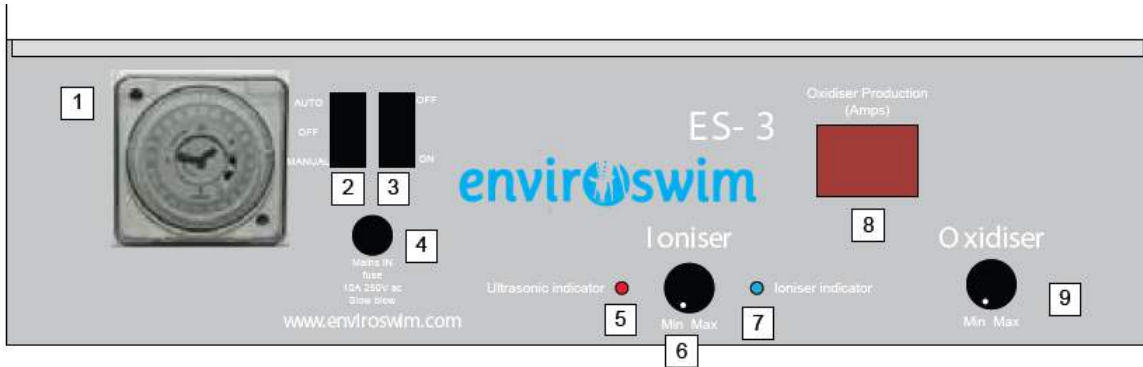 1
AUTO
OFF
OFF
MANUAL
ON
2
3
4
Mains IN
fuse
10A 250V ac
Slow blow
www.enviroswim.com
ES- 3
enviroswim
Oxidiser Production
(Amps)
8
Ioniser
Ultrasonic indicator
Ioniser indicator
5
Min Max
6
7
Oxidiser
Min Max
9